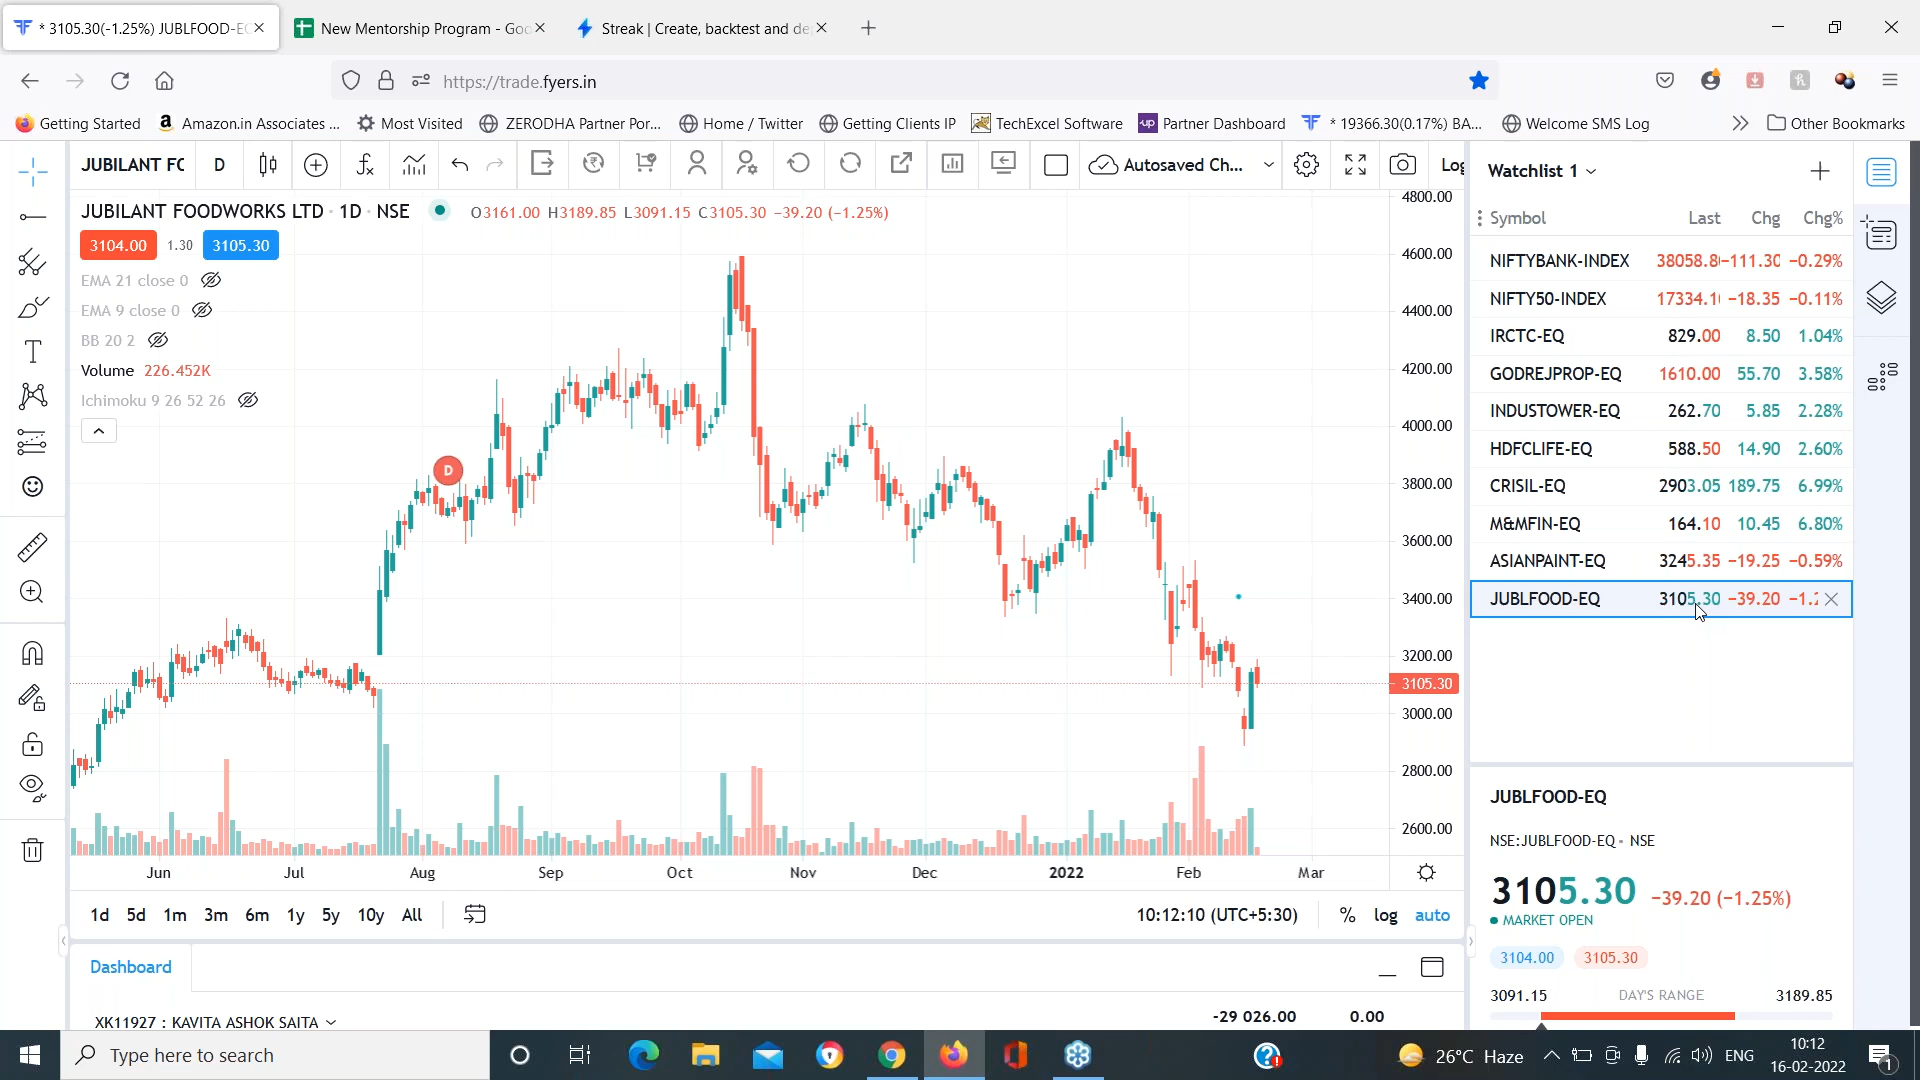 * 3105.30(-1.25%) JUBLFOOD-EQ
New Mentorship Program - Goo
Streak | Create, backtest and de
https://trade.fyers.in
Getting Started
Amazon.in Associates ...
Most Visited
ZERODHA Partner Por...
Home / Twitter
Getting Clients IP
TechExcel Software
up Partner Dashboard
* 19366.30(0.17%) BA...
Welcome SMS Log
Other Bookmarks
JUBILANT FC
D
Autosaved Ch...
Log
JUBILANT FOODWORKS LTD · 1D · NSE
O3161.00 H3189.85 L3091.15 C3105.30 −39.20 (−1.25%)
3104.00 1.30 3105.30
EMA 21 close 0
EMA 9 close 0
BB 20 2
Volume 226.452K
Ichimoku 9 26 52 26
D
4800.00
4600.00
4400.00
4200.00
4000.00
3800.00
3600.00
3400.00
3200.00
3105.30
3000.00
2800.00
2600.00
Jun Jul Aug Sep Oct Nov Dec 2022 Feb Mar
1d 5d 1m 3m 6m 1y 5y 10y All
10:12:10 (UTC+5:30) % log auto
Dashboard
XK11927 : KAVITA ASHOK SAITA -29 026.00 0.00
Watchlist 1
Symbol Last Chg Chg%
NIFTYBANK-INDEX 38058.8 −111.30 −0.29%
NIFTY50-INDEX 17334.1 −18.35 −0.11%
IRCTC-EQ 829.00 8.50 1.04%
GODREJPROP-EQ 1610.00 55.70 3.58%
INDUSTOWER-EQ 262.70 5.85 2.28%
HDFCLIFE-EQ 588.50 14.90 2.60%
CRISIL-EQ 2903.05 189.75 6.99%
M&MFIN-EQ 164.10 10.45 6.80%
ASIANPAINT-EQ 3245.35 −19.25 −0.59%
JUBLFOOD-EQ 3105.30 −39.20 −1.2
JUBLFOOD-EQ
NSE:JUBLFOOD-EQ · NSE
3105.30 −39.20 (−1.25%)
MARKET OPEN
3104.00 3105.30
3091.15 DAY'S RANGE 3189.85
Type here to search
26°C Haze
ENG
10:12
16-02-2022
1